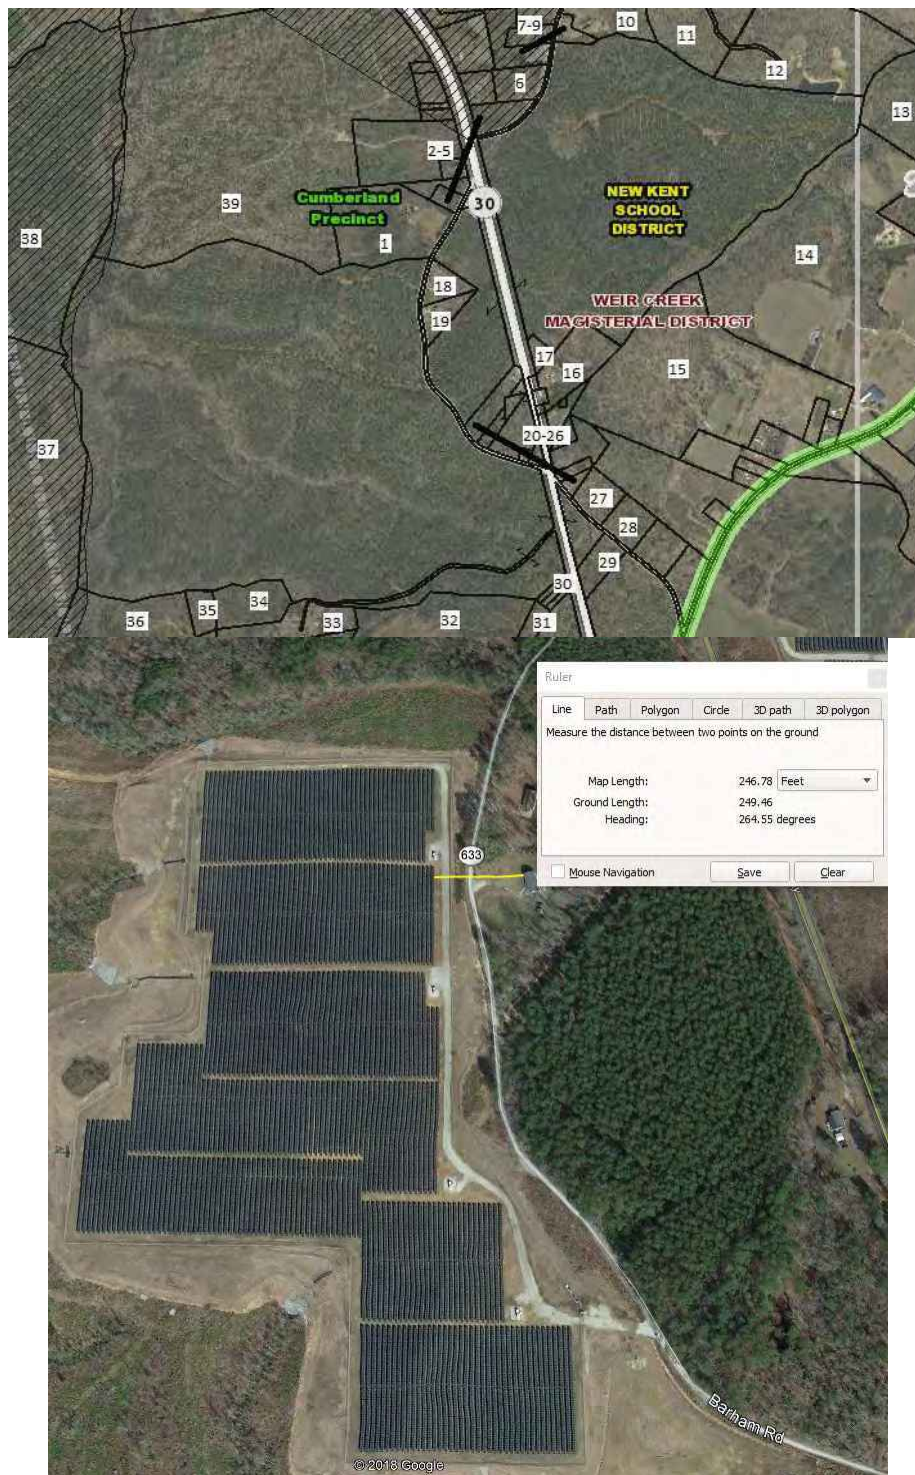 7-9
10
11
12
6
13
2-5
30
Cumberland
Precinct
NEW KENT
SCHOOL
DISTRICT
39
38
1
14
18
WEIR CREEK
MAGISTERIAL DISTRICT
19
17
16
15
20-26
37
27
28
29
30
34
35
36
33
32
31
Ruler
Line
Path
Polygon
Circle
3D path
3D polygon
Measure the distance between two points on the ground
Map Length: 246.78 Feet
Ground Length: 249.46
Heading: 264.55 degrees
Mouse Navigation
Save
Clear
633
Barham Rd
© 2018 Google